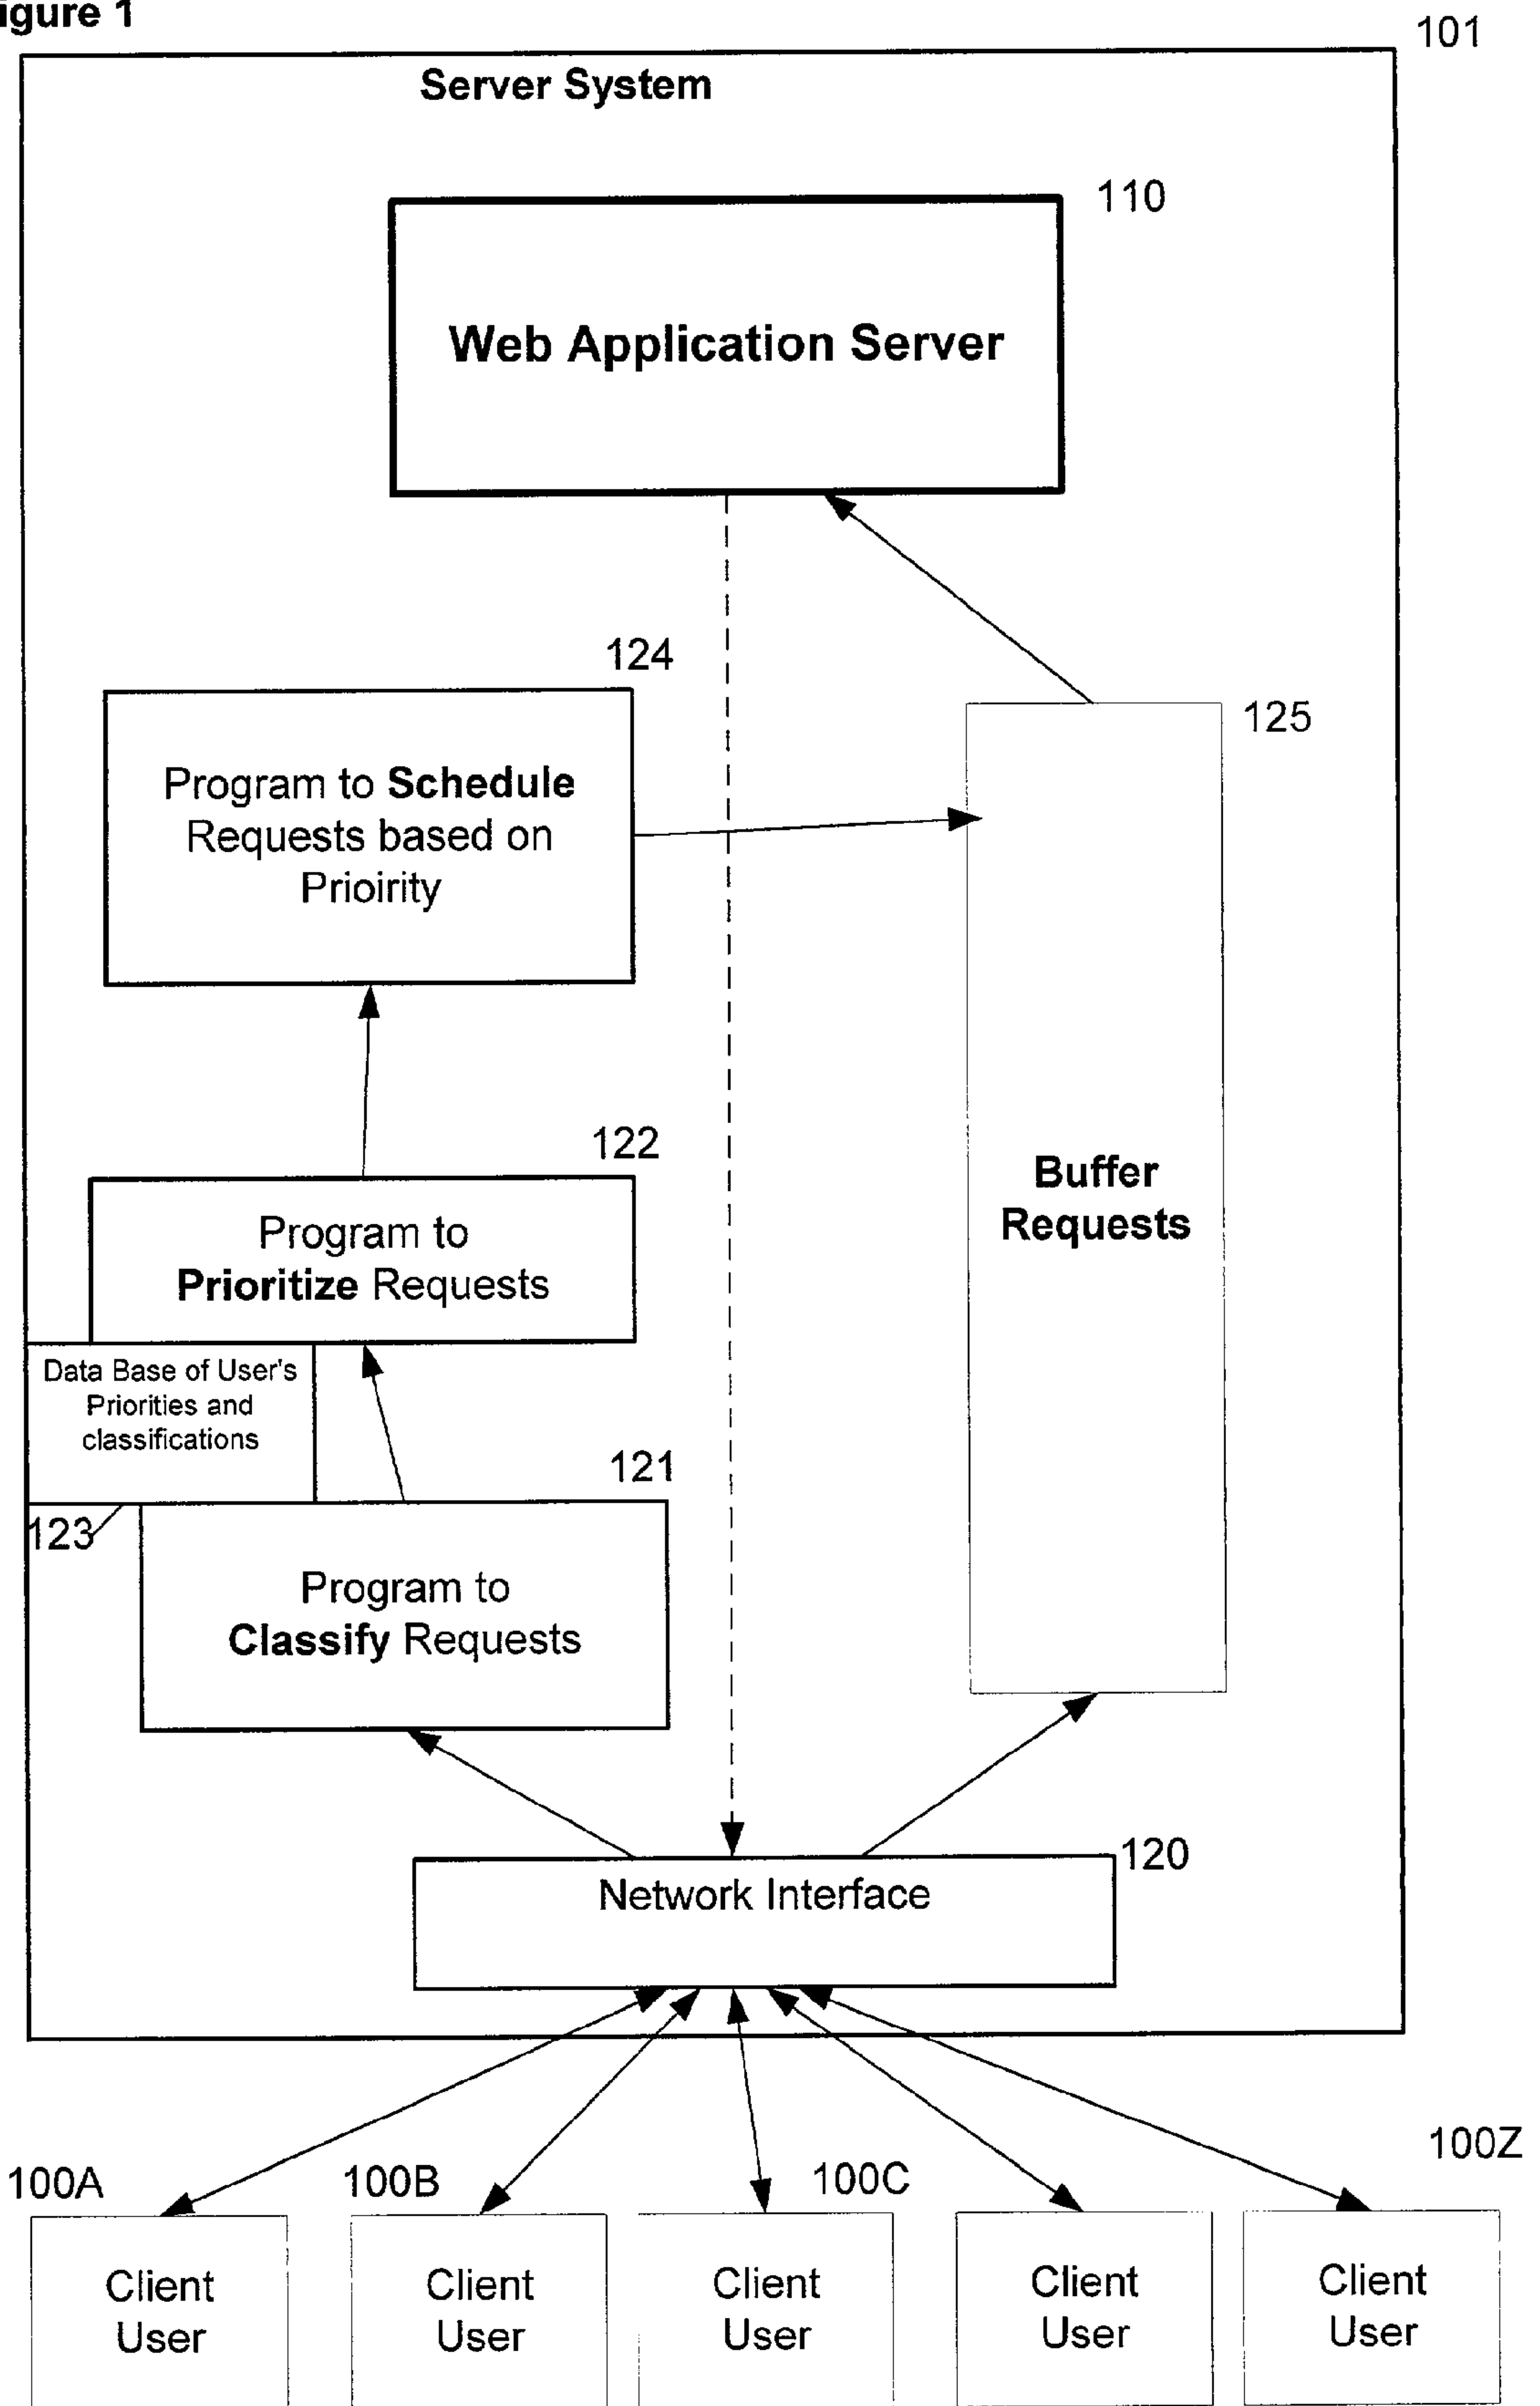 igure 1
101
Server System
110
Web Application Server
124
125
Program to Schedule
Requests based on
Prioirity
122
Buffer
Requests
Program to
Prioritize Requests
Data Base of User's
Priorities and
classifications
121
123
Program to
Classify Requests
120
Network Interface
100Z
100A
100B
100C
Client
User
Client
User
Client
User
Client
User
Client
User